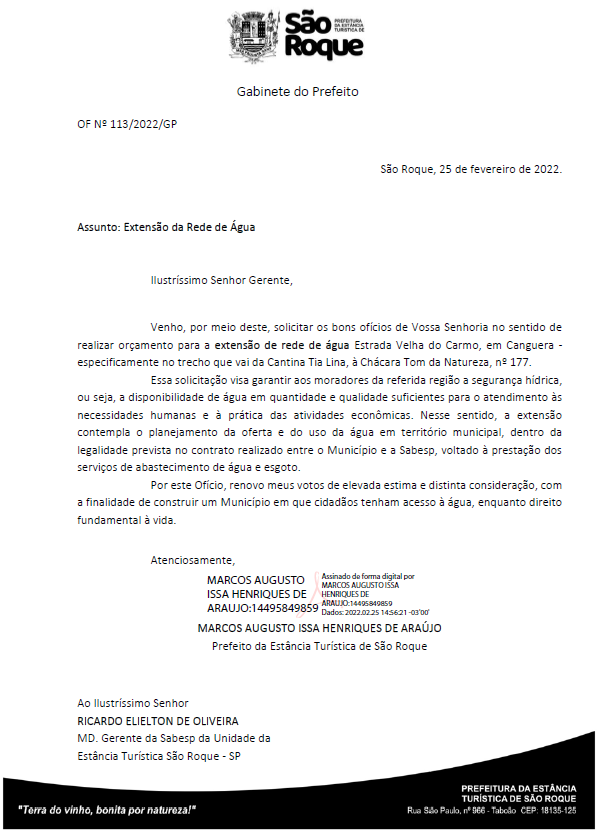 São Roque
PREFEITURA
DA ESTÂNCIA
TURÍSTICA DE
Gabinete do Prefeito
OF Nº 113/2022/GP
São Roque, 25 de fevereiro de 2022.
Assunto: Extensão da Rede de Água
Ilustríssimo Senhor Gerente,
Venho, por meio deste, solicitar os bons ofícios de Vossa Senhoria no sentido de
realizar orçamento para a extensão de rede de água Estrada Velha do Carmo, em Canguera -
especificamente no trecho que vai da Cantina Tia Lina, à Chácara Tom da Natureza, nº 177.
Essa solicitação visa garantir aos moradores da referida região a segurança hídrica,
ou seja, a disponibilidade de água em quantidade e qualidade suficientes para o atendimento às
necessidades humanas e à prática das atividades econômicas. Nesse sentido, a extensão
contempla o planejamento da oferta e do uso da água em território municipal, dentro da
legalidade prevista no contrato realizado entre o Município e a Sabesp, voltado à prestação dos
serviços de abastecimento de água e esgoto.
Por este Ofício, renovo meus votos de elevada estima e distinta consideração, com
a finalidade de construir um Município em que cidadãos tenham acesso à água, enquanto direito
fundamental à vida.
Atenciosamente,
MARCOS AUGUSTO
ISSA HENRIQUES DE
ARAUJO:14495849859
Assinado de forma digital por
MARCOS AUGUSTO ISSA
HENRIQUES DE
ARAUJO:14495849859
Dados: 2022.02.25 14:56:21 -03'00'
MARCOS AUGUSTO ISSA HENRIQUES DE ARAÚJO
Prefeito da Estância Turística de São Roque
Ao Ilustríssimo Senhor
RICARDO ELIELTON DE OLIVEIRA
MD. Gerente da Sabesp da Unidade da
Estância Turística São Roque - SP
"Terra do vinho, bonita por natureza!"
PREFEITURA DA ESTÂNCIA
TURÍSTICA DE SÃO ROQUE
Rua São Paulo, nº 966 - Taboão CEP: 18135-125